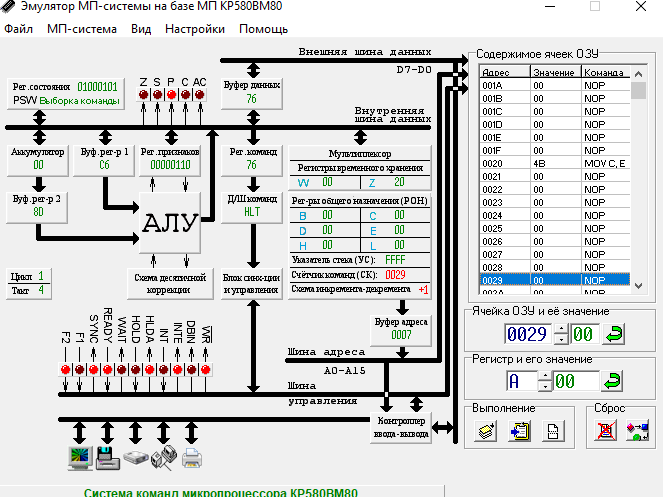 Эмулятор МП-системы на базе МП КР580ВМ80
Файл МП-система Вид Настройки Помощь
Рег.состояния 01000101
PSW Выборка команды
Z S P C AC
Буфер данных
76
Внешняя шина данных
D7-D0
Внутренняя
шина данных
Аккумулятор
00
Буф.рег-р 1
C6
Рег.признаков
00000110
Рег.команд
76
Мультиплексор
Регистры временного хранения
W 00 Z 20
Буф.рег-р 2
8D
АЛУ
Д/Ш команд
HLT
Рег-ры общего назначения (РОН)
B 00 C 00
D 00 E 00
H 00 L 00
Указатель стека (УС): FFFF
Счётчик команд (СК): 0029
Схема инкремента-декремента +1
Цикл 1
Такт 4
Схема десятичной
коррекции
Блок синх-ции
и управления
Буфер адреса
0007
F2 F1 SYNC READY WAIT HOLD HLDA INT INTE DBIN WR
Шина адреса
A0-A15
Шина
управления
Контроллер
ввода-вывода
Содержимое ячеек ОЗУ
Адрес Значение Команда
001A 00 NOP
001B 00 NOP
001C 00 NOP
001D 00 NOP
001E 00 NOP
001F 00 NOP
0020 4B MOV C,E
0021 00 NOP
0022 00 NOP
0023 00 NOP
0024 00 NOP
0025 00 NOP
0026 00 NOP
0027 00 NOP
0028 00 NOP
0029 00 NOP
002A 00 NOP
Ячейка ОЗУ и её значение
0029 00
Регистр и его значение
A 00
Выполнение
Сброс
Система команд микропроцессора КР580ВМ80